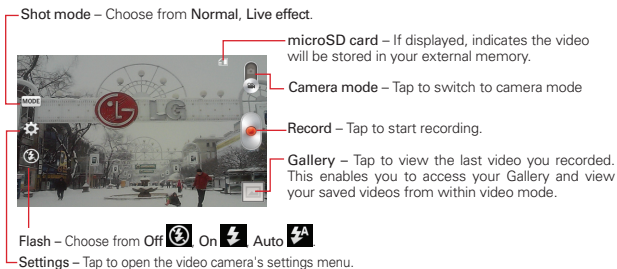 Shot mode – Choose from Normal, Live effect.
microSD card – If displayed, indicates the video
will be stored in your external memory.
Camera mode – Tap to switch to camera mode
MODE
LG
LG
Record – Tap to start recording.
Gallery – Tap to view the last video you recorded.
This enables you to access your Gallery and view
your saved videos from within video mode.
Flash – Choose from Off , On , Auto A .
Settings – Tap to open the video camera's settings menu.